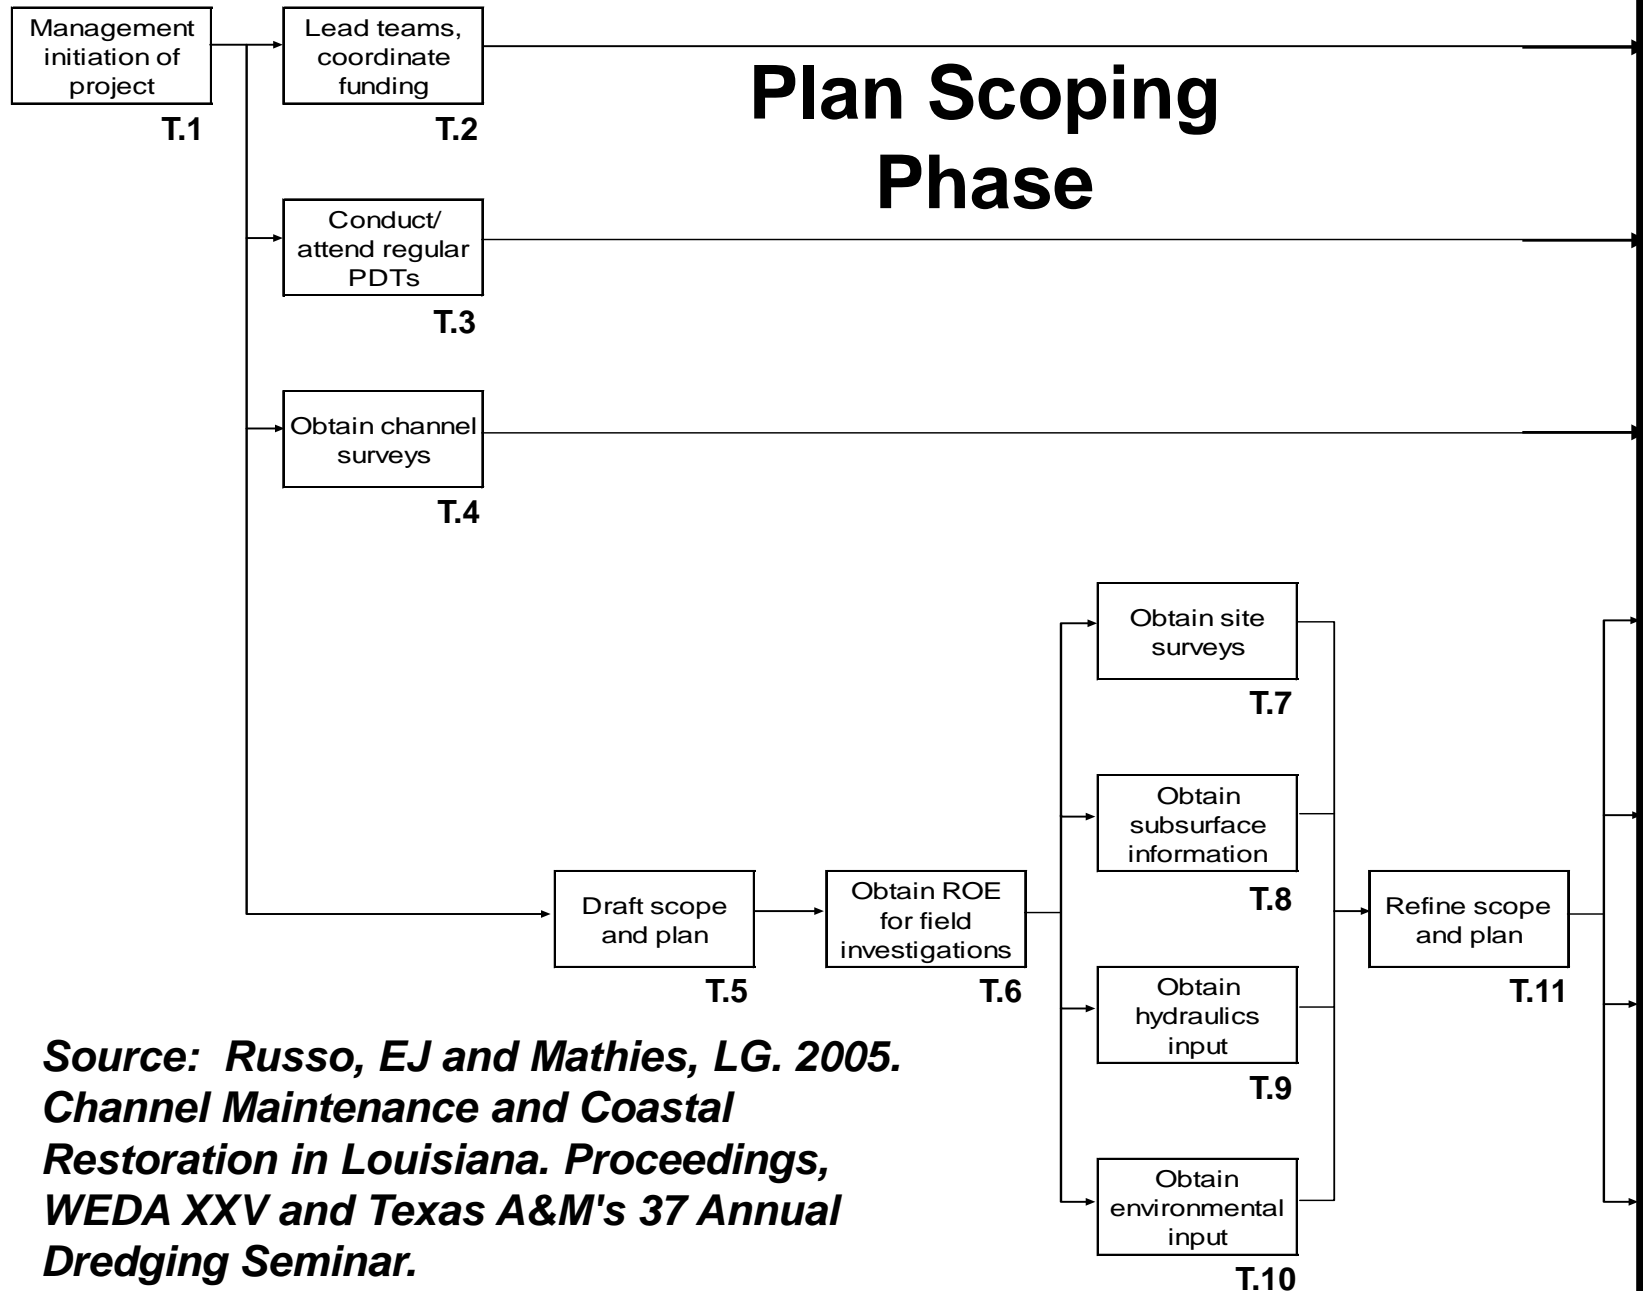 Management
initiation of
project
T.1
Lead teams,
coordinate
funding
T.2
Plan Scoping
Phase
Conduct/
attend regular
PDTs
T.3
Obtain channel
surveys
T.4
Draft scope
and plan
T.5
Obtain ROE
for field
investigations
T.6
Obtain site
surveys
T.7
Obtain
subsurface
information
T.8
Obtain
hydraulics
input
T.9
Obtain
environmental
input
T.10
Refine scope
and plan
T.11
Source:  Russo, EJ and Mathies, LG. 2005.
Channel Maintenance and Coastal
Restoration in Louisiana. Proceedings,
WEDA XXV and Texas A&M's 37 Annual
Dredging Seminar.